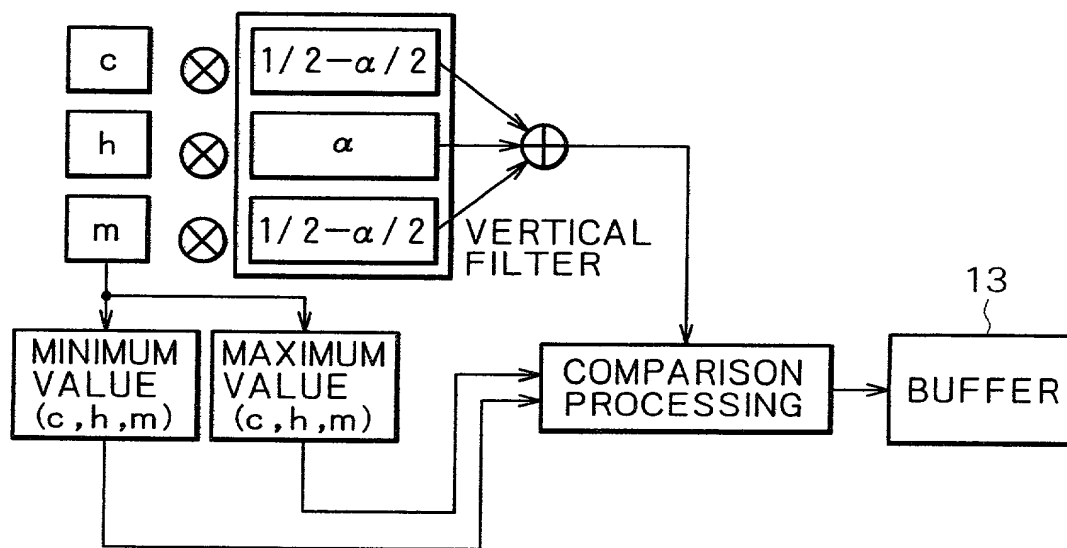 c
1/2-α/2
h
α
m
1/2-α/2
VERTICAL
FILTER
13
MINIMUM
VALUE
(c,h,m)
MAXIMUM
VALUE
(c,h,m)
COMPARISON
PROCESSING
BUFFER